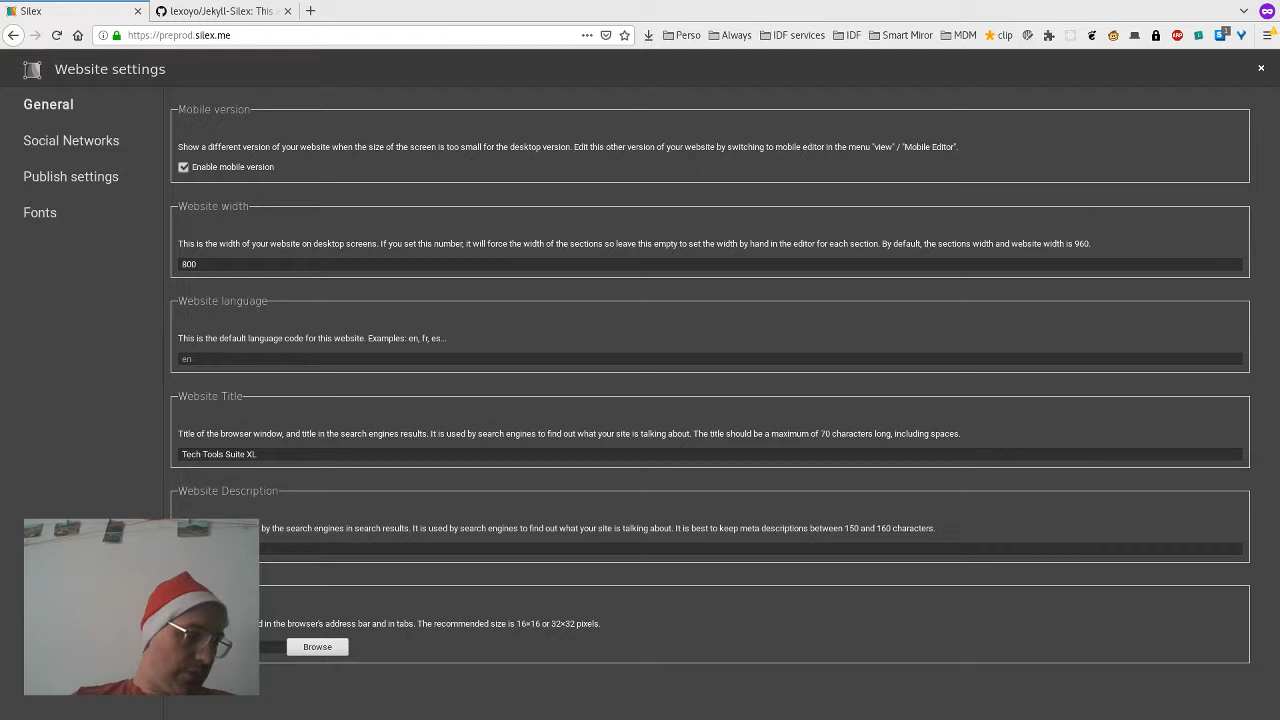 Silex
lexoyo/Jekyll-Silex: This
https://preprod.silex.me
Perso
Always
IDF services
IDF
Smart Miror
MDM
clip
Website settings
General
Social Networks
Publish settings
Fonts
Mobile version
Show a different version of your website when the size of the screen is too small for the desktop version. Edit this other version of your website by switching to mobile editor in the menu "view" / "Mobile Editor".
Enable mobile version
Website width
This is the width of your website on desktop screens. If you set this number, it will force the width of the sections so leave this empty to set the width by hand in the editor for each section. By default, the sections width and website width is 960.
800
Website language
This is the default language code for this website. Examples: en, fr, es...
en
Website Title
Title of the browser window, and title in the search engines results. It is used by search engines to find out what your site is talking about. The title should be a maximum of 70 characters long, including spaces.
Tech Tools Suite XL
Website Description
by the search engines in search results. It is used by search engines to find out what your site is talking about. It is best to keep meta descriptions between 150 and 160 characters.
d in the browser's address bar and in tabs. The recommended size is 16×16 or 32×32 pixels.
Browse